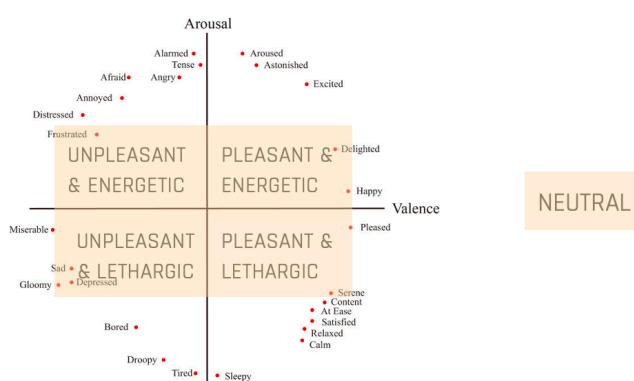 Arousal
Alarmed
Aroused
Tense
Astonished
Afraid
Angry
Excited
Annoyed
Distressed
Frustrated
UNPLEASANT
& ENERGETIC
PLEASANT &
ENERGETIC
Delighted
Happy
Valence
NEUTRAL
Miserable
Pleased
UNPLEASANT
& LETHARGIC
PLEASANT &
LETHARGIC
Sad
Gloomy
Depressed
Serene
Content
At Ease
Satisfied
Bored
Relaxed
Calm
Droopy
Tired
Sleepy